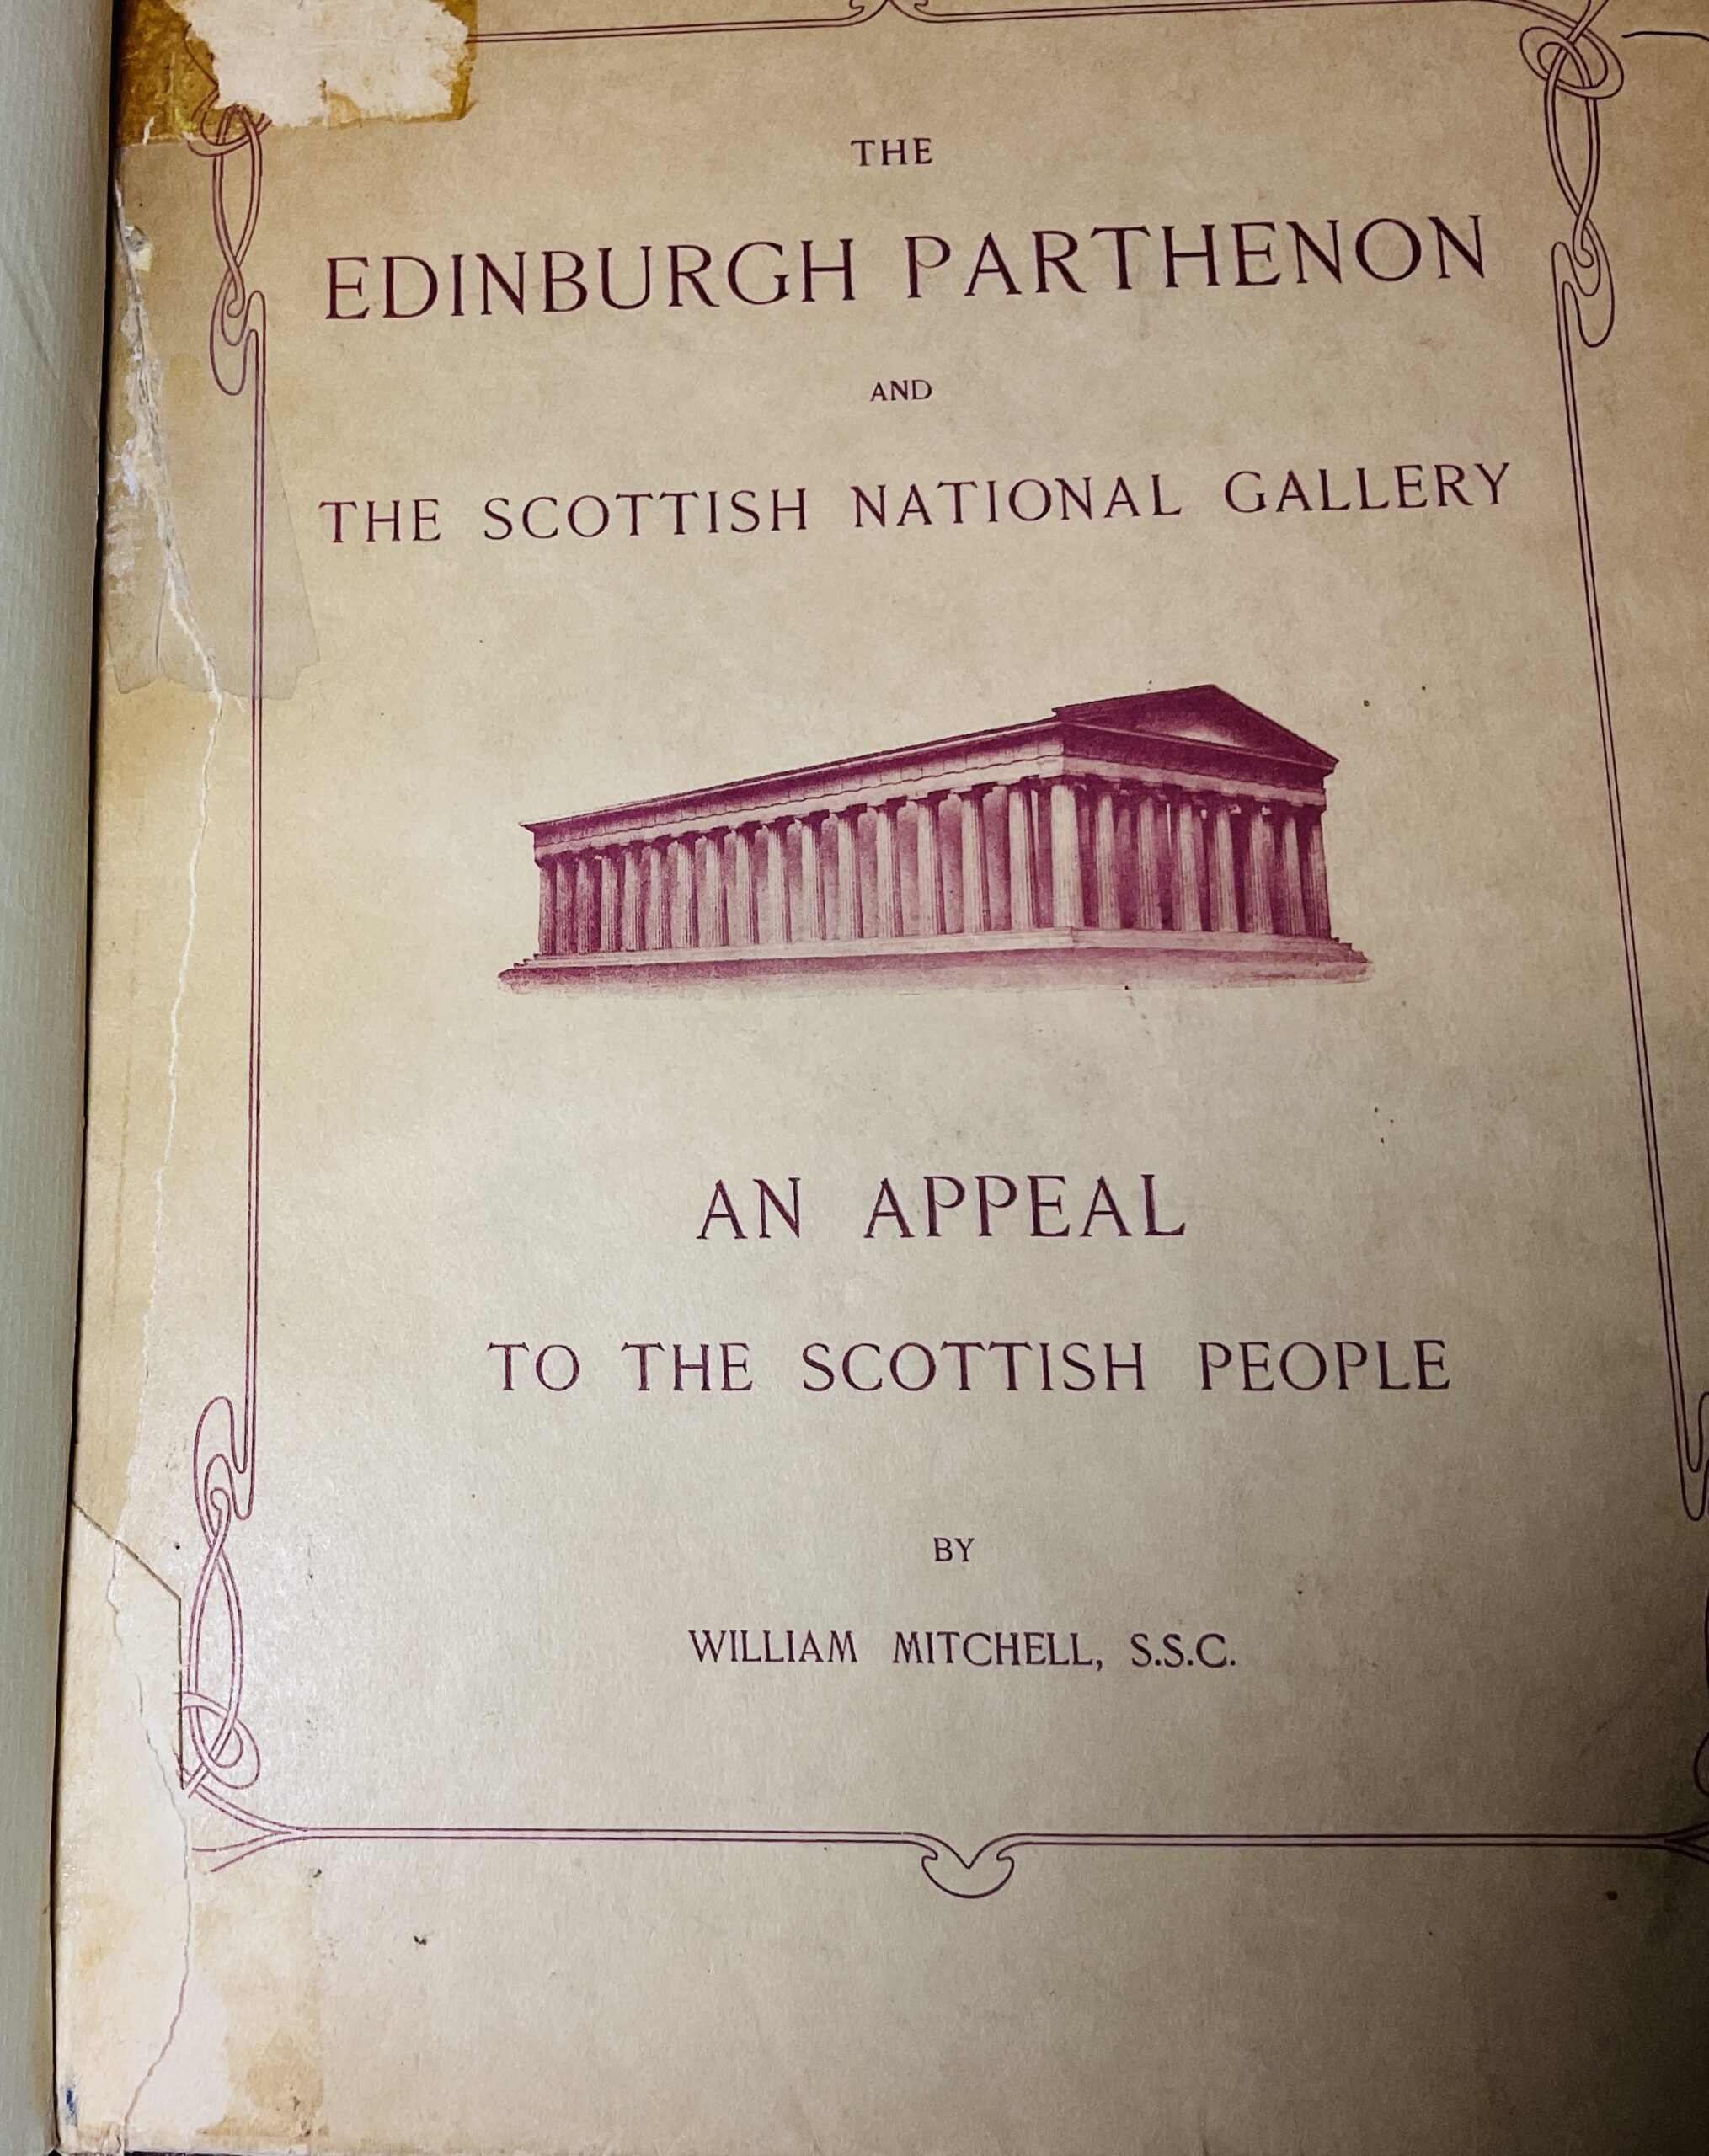 THE
EDINBURGH PARTHENON
AND
THE SCOTTISH NATIONAL GALLERY
AN APPEAL
TO THE SCOTTISH PEOPLE
BY
WILLIAM MITCHELL, S.S.C.